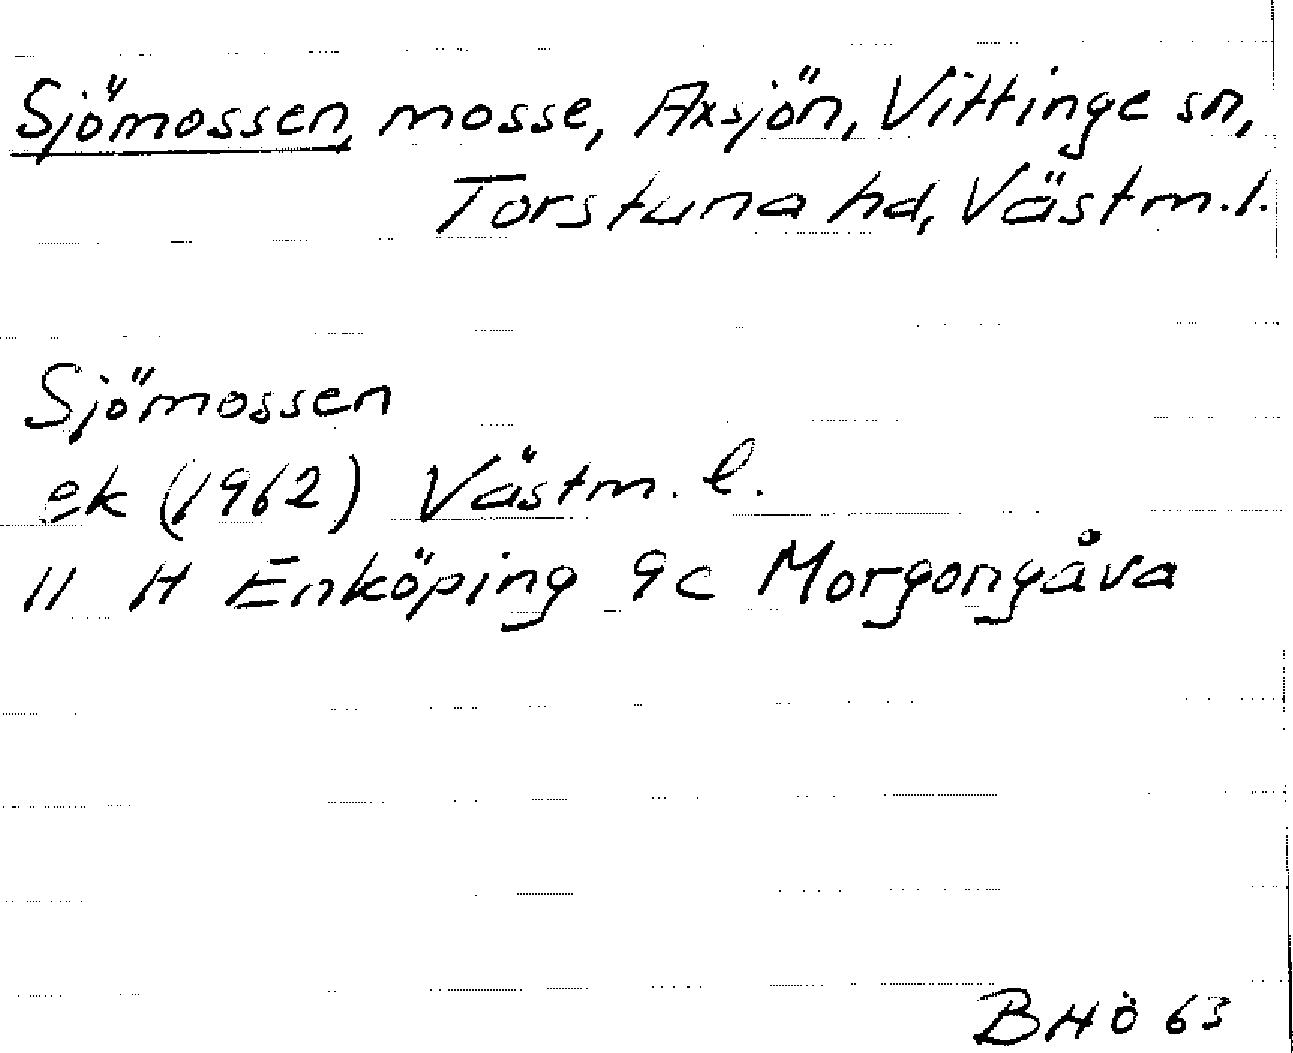 Sjömossen, mosse, Axsjön, Vittinge sn,
Torstuna hd, Västm.l.
Sjömossen
ek (1962) Västm. l.
11 H Enköping 9c Morgongåva
BHÖ 63